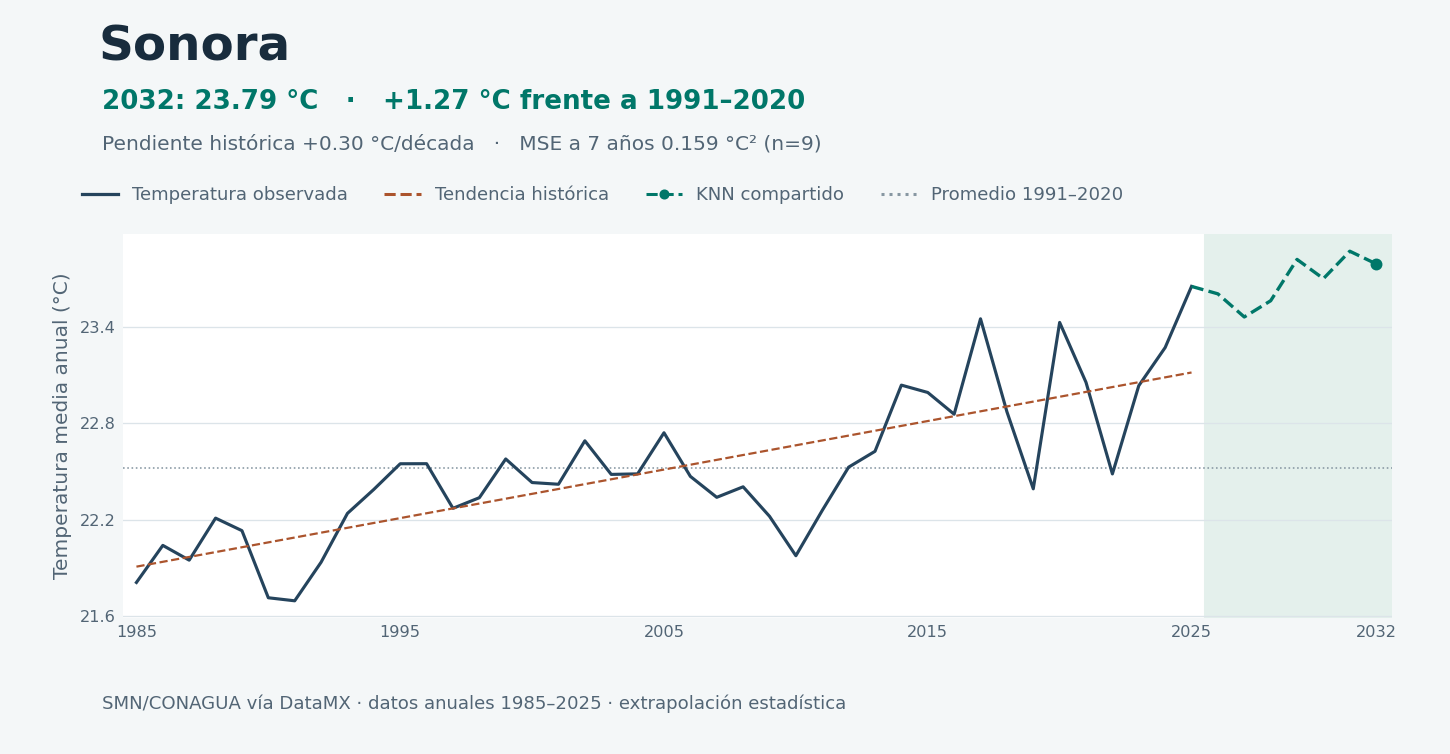 Sonora
2032: 23.79 °C · +1.27 °C frente a 1991–2020
Pendiente histórica +0.30 °C/década · MSE a 7 años 0.159 °C² (n=9)
Temperatura observada Tendencia histórica KNN compartido Promedio 1991–2020
Temperatura media anual (°C)
23.4
22.8
22.2
21.6
1985 1995 2005 2015 2025 2032
SMN/CONAGUA vía DataMX · datos anuales 1985–2025 · extrapolación estadística